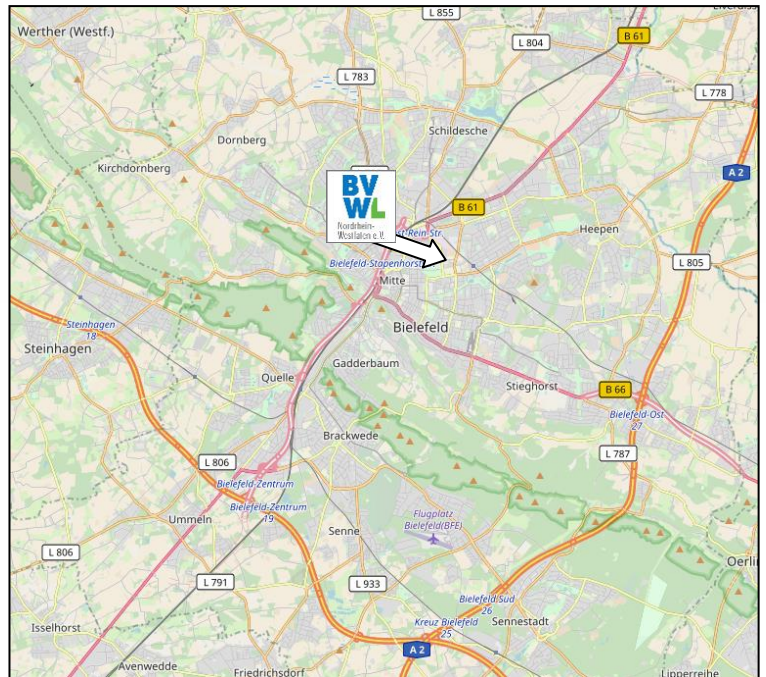 L 855
Werther (Westf.)
B 61
L 804
L 783
L 778
Schildesche
Dornberg
Kirchdornberg
A 2
BV
WL
Nordrhein-
Westfalen e.V.
B 61
Heepen
st-Rein-Str.
Bielefeld-Stapenhorst
L 805
Mitte
Steinhagen
18
Bielefeld
Steinhagen
Gadderbaum
Quelle
Stieghorst
B 66
Bielefeld-Ost
27
Brackwede
L 806
L 787
Bielefeld-Zentrum
Bielefeld-Zentrum
19
Flugplatz
Bielefeld(BFE)
Ummeln
Senne
L 806
Oerlin
L 791
L 933
Bielefeld Süd
26
Kreuz Bielefeld
25
Sennestadt
Isselhorst
A 2
Avenwedde
Friedrichsdorf
Lipperreihe